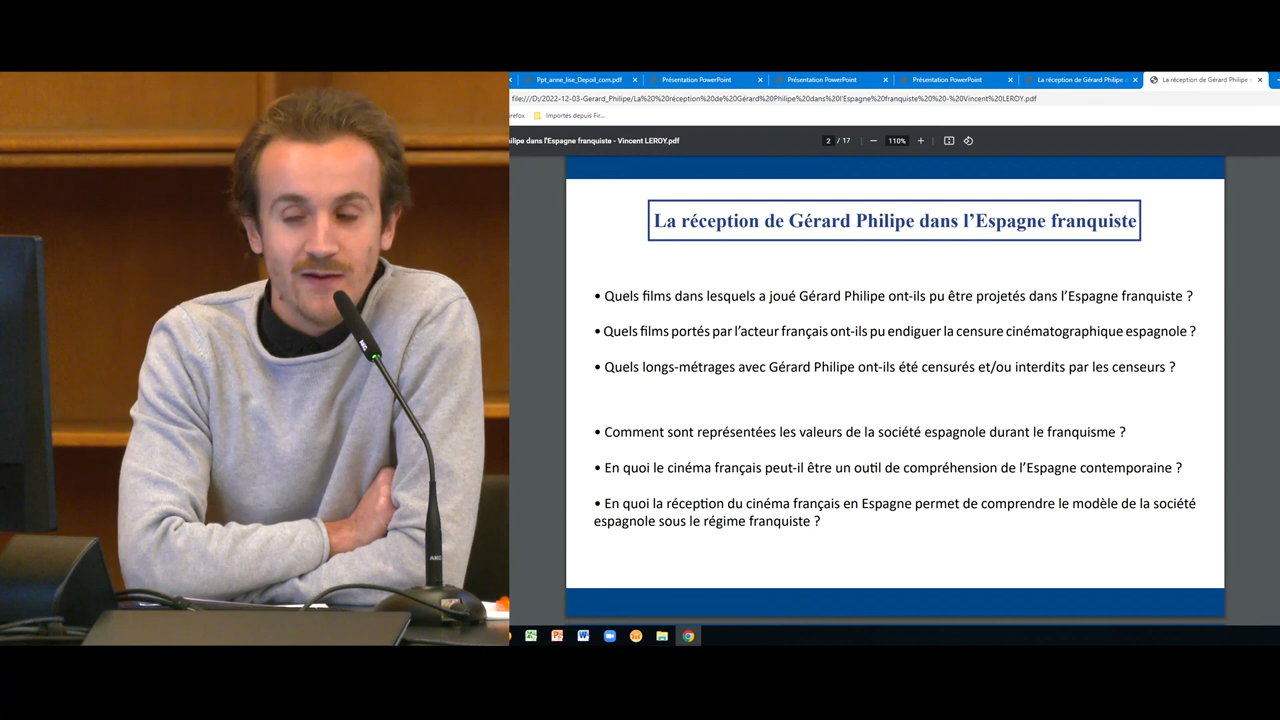 Ppt_anne_lise_Depoil_com.pdf
Présentation PowerPoint
Présentation PowerPoint
Présentation PowerPoint
La réception de Gérard Philipe
La réception de Gérard Philipe
file:///D:/2022-12-03-Gerard_Philipe/La%20%20réception%20de%20Gérard%20Philipe%20dans%20l'Espagne%20franquiste%20%20-%20Vincent%20LEROY.pdf
irefox
Importés depuis Fir...
ilipe dans l'Espagne franquiste - Vincent LEROY.pdf
2 / 17
110%
La réception de Gérard Philipe dans l'Espagne franquiste
• Quels films dans lesquels a joué Gérard Philipe ont-ils pu être projetés dans l'Espagne franquiste ?
• Quels films portés par l'acteur français ont-ils pu endiguer la censure cinématographique espagnole ?
• Quels longs-métrages avec Gérard Philipe ont-ils été censurés et/ou interdits par les censeurs ?
• Comment sont représentées les valeurs de la société espagnole durant le franquisme ?
• En quoi le cinéma français peut-il être un outil de compréhension de l'Espagne contemporaine ?
• En quoi la réception du cinéma français en Espagne permet de comprendre le modèle de la société
espagnole sous le régime franquiste ?
AKG